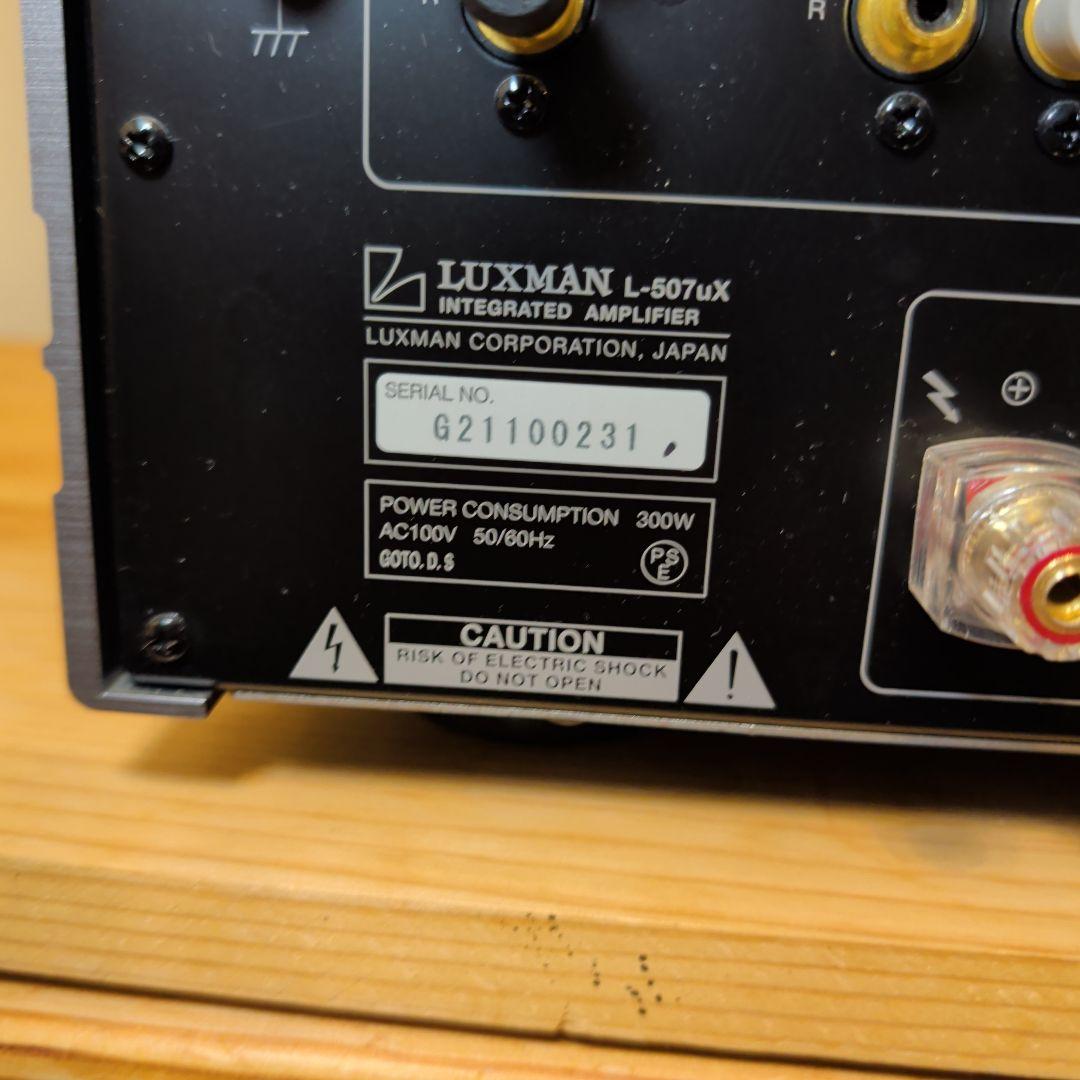 R
R
LUXMAN L-507uX
INTEGRATED AMPLIFIER
LUXMAN CORPORATION, JAPAN
SERIAL NO.
G21100231
POWER CONSUMPTION 300W
AC100V 50/60Hz
GOTO.D.S
PSE
CAUTION
RISK OF ELECTRIC SHOCK
DO NOT OPEN